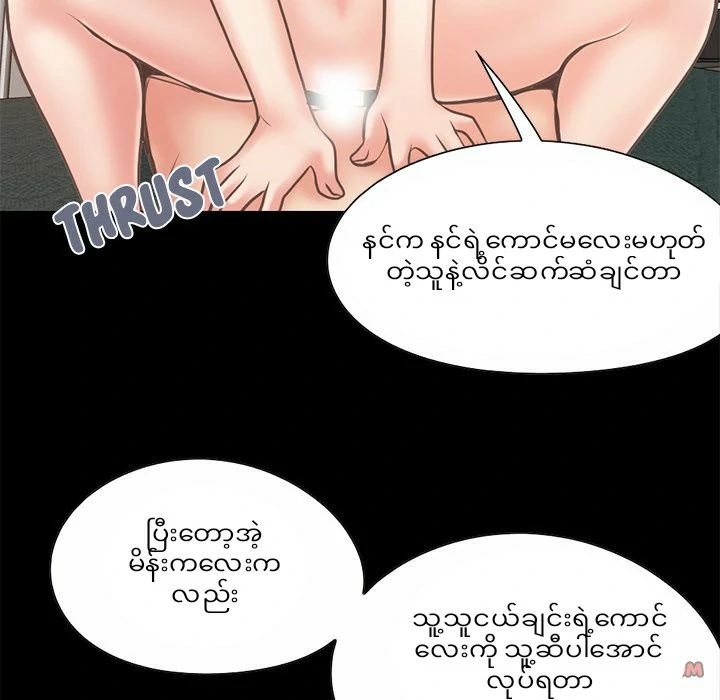 THRUST
နင်က နင်ရဲ့ကောင်မလေးမဟုတ်
တဲ့သူနဲ့လိင်ဆက်ဆံချင်တာ
ပြီးတော့အဲ့
မိန်းကလေးက
လည်း
သူ့သူငယ်ချင်းရဲ့ကောင်
လေးကို သူ့ဆီပါအောင်
လုပ်ရတာ
M